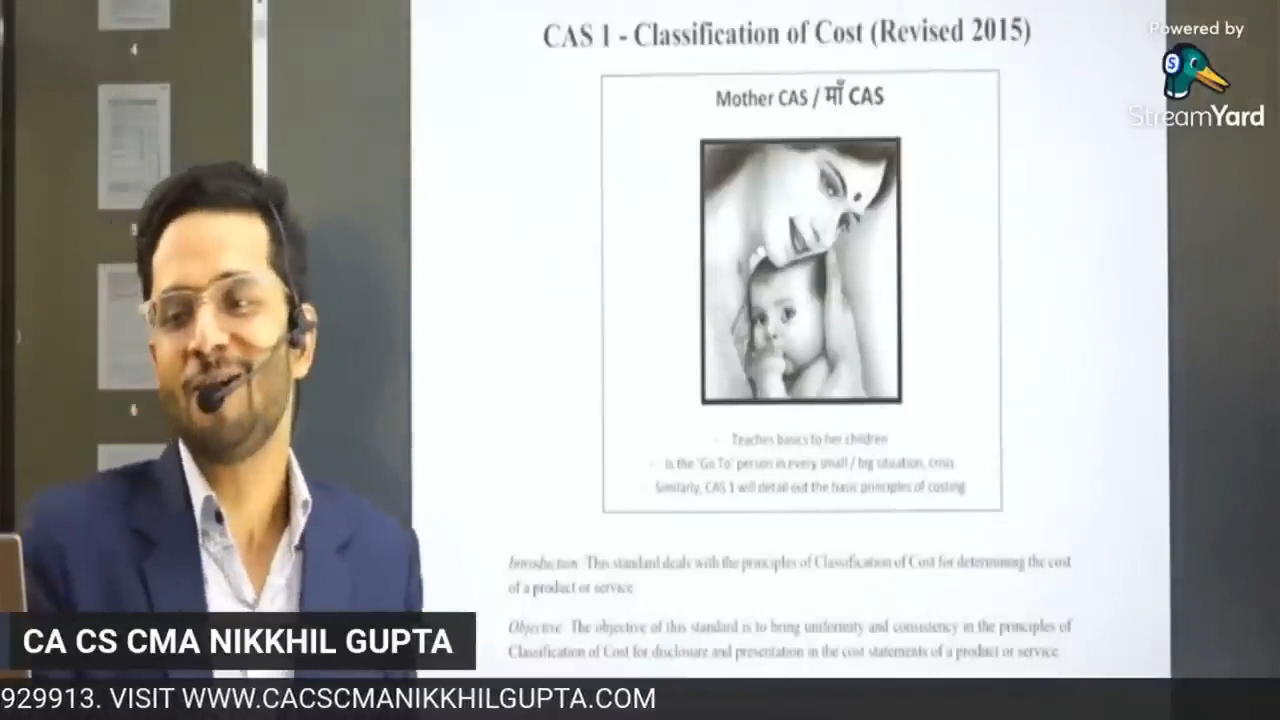 CAS 1 - Classification of Cost (Revised 2015)
Mother CAS / माँ CAS
- Teaches basics to her children
- Is the 'Go To' person in every small / big situation, crisis
- Similarly, CAS 1 will detail out the basic principles of costing
Introduction: This standard deals with the principles of Classification of Cost for determining the cost
of a product or service
Objective: The objective of this standard is to bring uniformity and consistency in the principles of
Classification of Cost for disclosure and presentation in the cost statements of a product or service
4
5
6
Powered by
S
StreamYard
CA CS CMA NIKKHIL GUPTA
929913. VISIT WWW.CACSCMANIKKHILGUPTA.COM